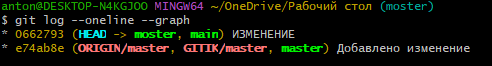 anton@DESKTOP-N4KGJOO MINGW64 ~/OneDrive/Рабочий стол (moster)
$ git log --oneline --graph
* 0662793 (HEAD -> moster, main) ИЗМЕНЕНИЕ
* e74ab8e (ORIGIN/master, GITIK/master, master) Добавлено изменение